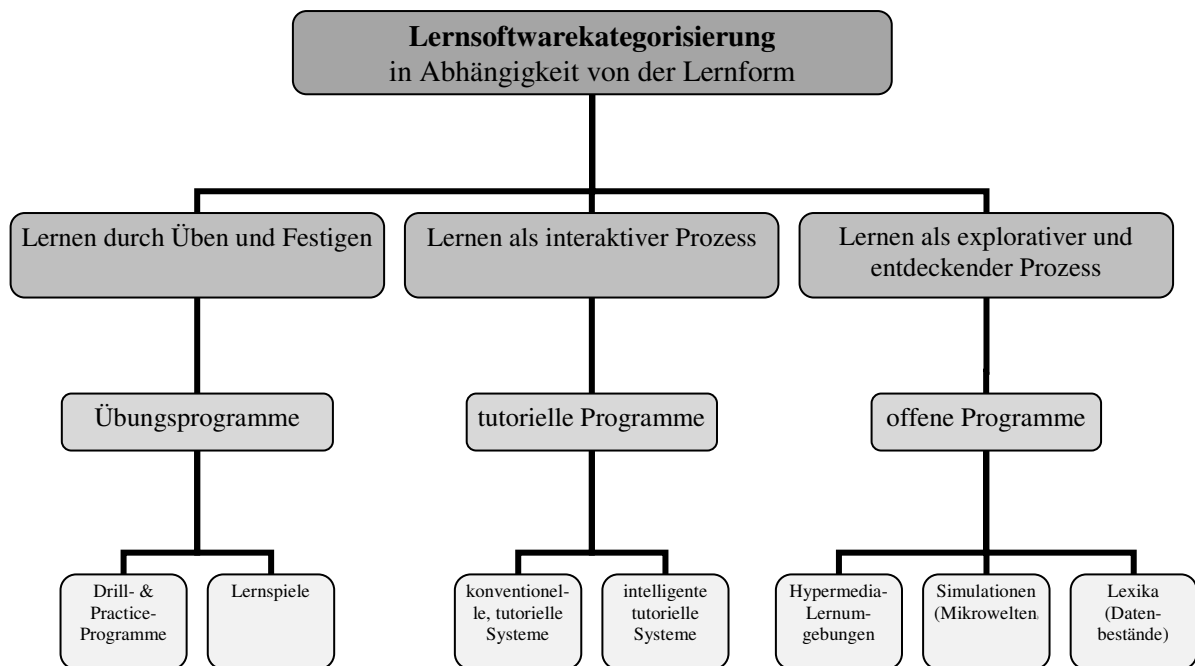 Lernsoftwarekategorisierung
in Abhängigkeit von der Lernform
Lernen durch Üben und Festigen
Lernen als interaktiver Prozess
Lernen als explorativer und
entdeckender Prozess
Übungsprogramme
tutorielle Programme
offene Programme
Drill- &
Practice-
Programme
Lernspiele
konventionel-
le, tutorielle
Systeme
intelligente
tutorielle
Systeme
Hypermedia-
Lernum-
gebungen
Simulationen
(Mikrowelten
Lexika
(Daten-
bestände)